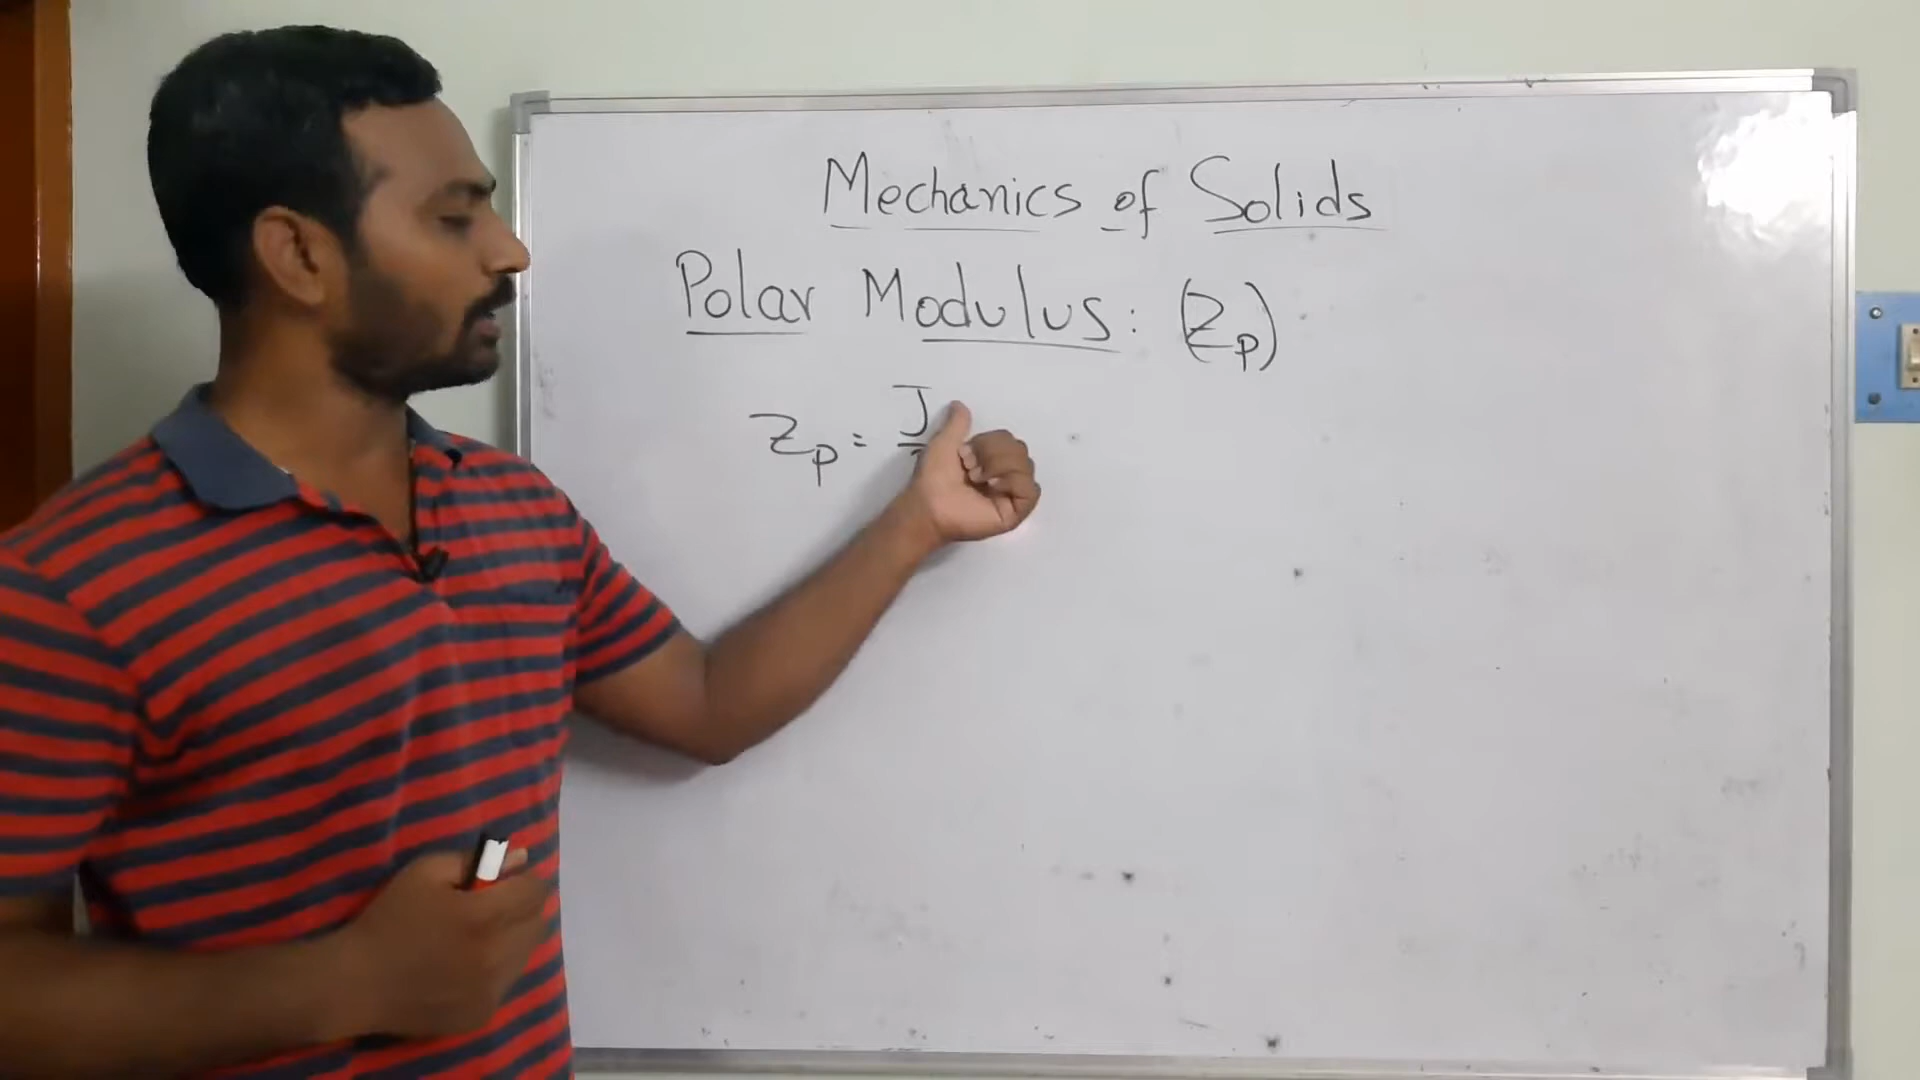 Mechanics of Solids
Polar Modulus: (Zp)
Zp = J